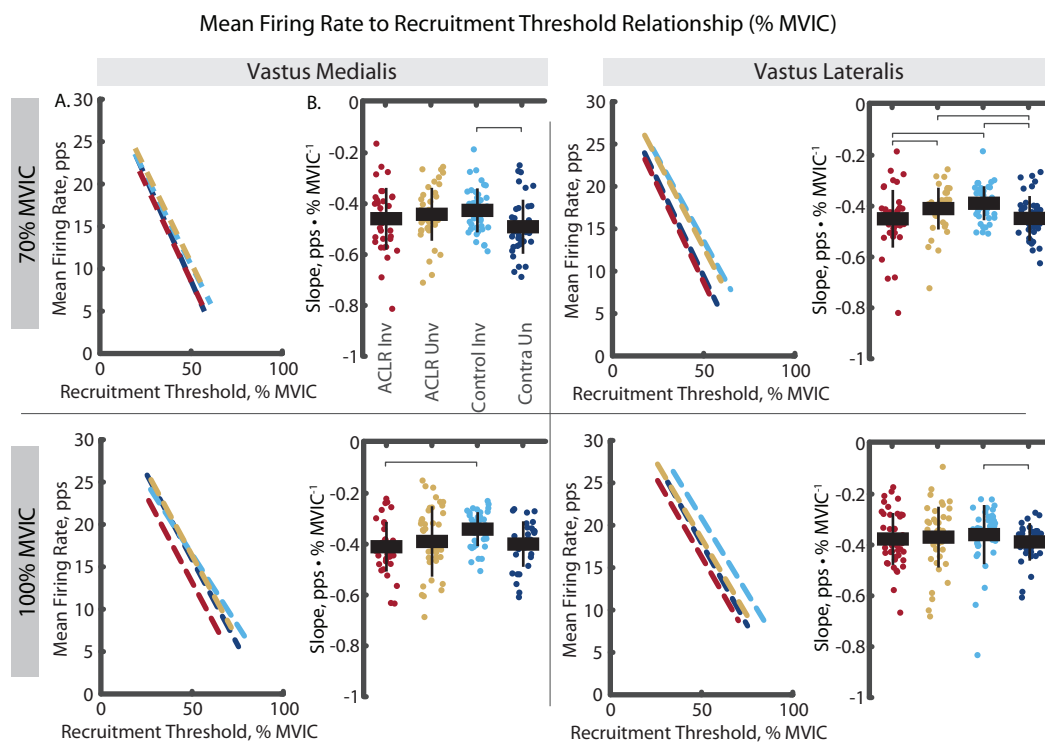 Mean Firing Rate to Recruitment Threshold Relationship (% MVIC)
Vastus Medialis
Vastus Lateralis
70% MVIC
A.
30
25
20
15
10
5
0
Mean Firing Rate, pps
0
50
100
Recruitment Threshold, % MVIC
B.
0
-0.2
-0.4
-0.6
-0.8
-1
Slope, pps • % MVIC⁻¹
ACLR Inv
ACLR Unv
Control Inv
Contra Un
30
25
20
15
10
5
0
Mean Firing Rate, pps
0
50
100
Recruitment Threshold, % MVIC
0
-0.2
-0.4
-0.6
-0.8
-1
Slope, pps • % MVIC⁻¹
100% MVIC
30
25
20
15
10
5
0
Mean Firing Rate, pps
0
50
100
Recruitment Threshold, % MVIC
0
-0.2
-0.4
-0.6
-0.8
-1
Slope, pps • % MVIC⁻¹
30
25
20
15
10
5
0
Mean Firing Rate, pps
0
50
100
Recruitment Threshold, % MVIC
0
-0.2
-0.4
-0.6
-0.8
-1
Slope, pps • % MVIC⁻¹